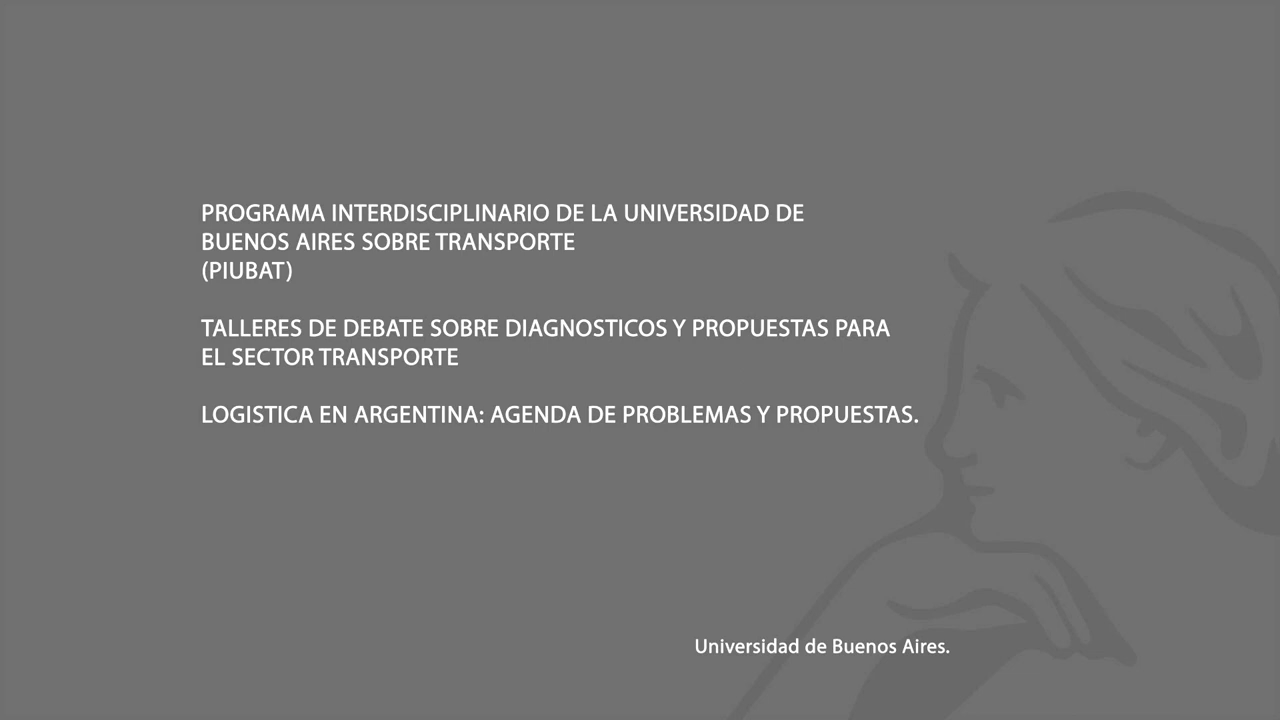 PROGRAMA INTERDISCIPLINARIO DE LA UNIVERSIDAD DE
BUENOS AIRES SOBRE TRANSPORTE
(PIUBAT)
TALLERES DE DEBATE SOBRE DIAGNOSTICOS Y PROPUESTAS PARA
EL SECTOR TRANSPORTE
LOGISTICA EN ARGENTINA: AGENDA DE PROBLEMAS Y PROPUESTAS.
Universidad de Buenos Aires.